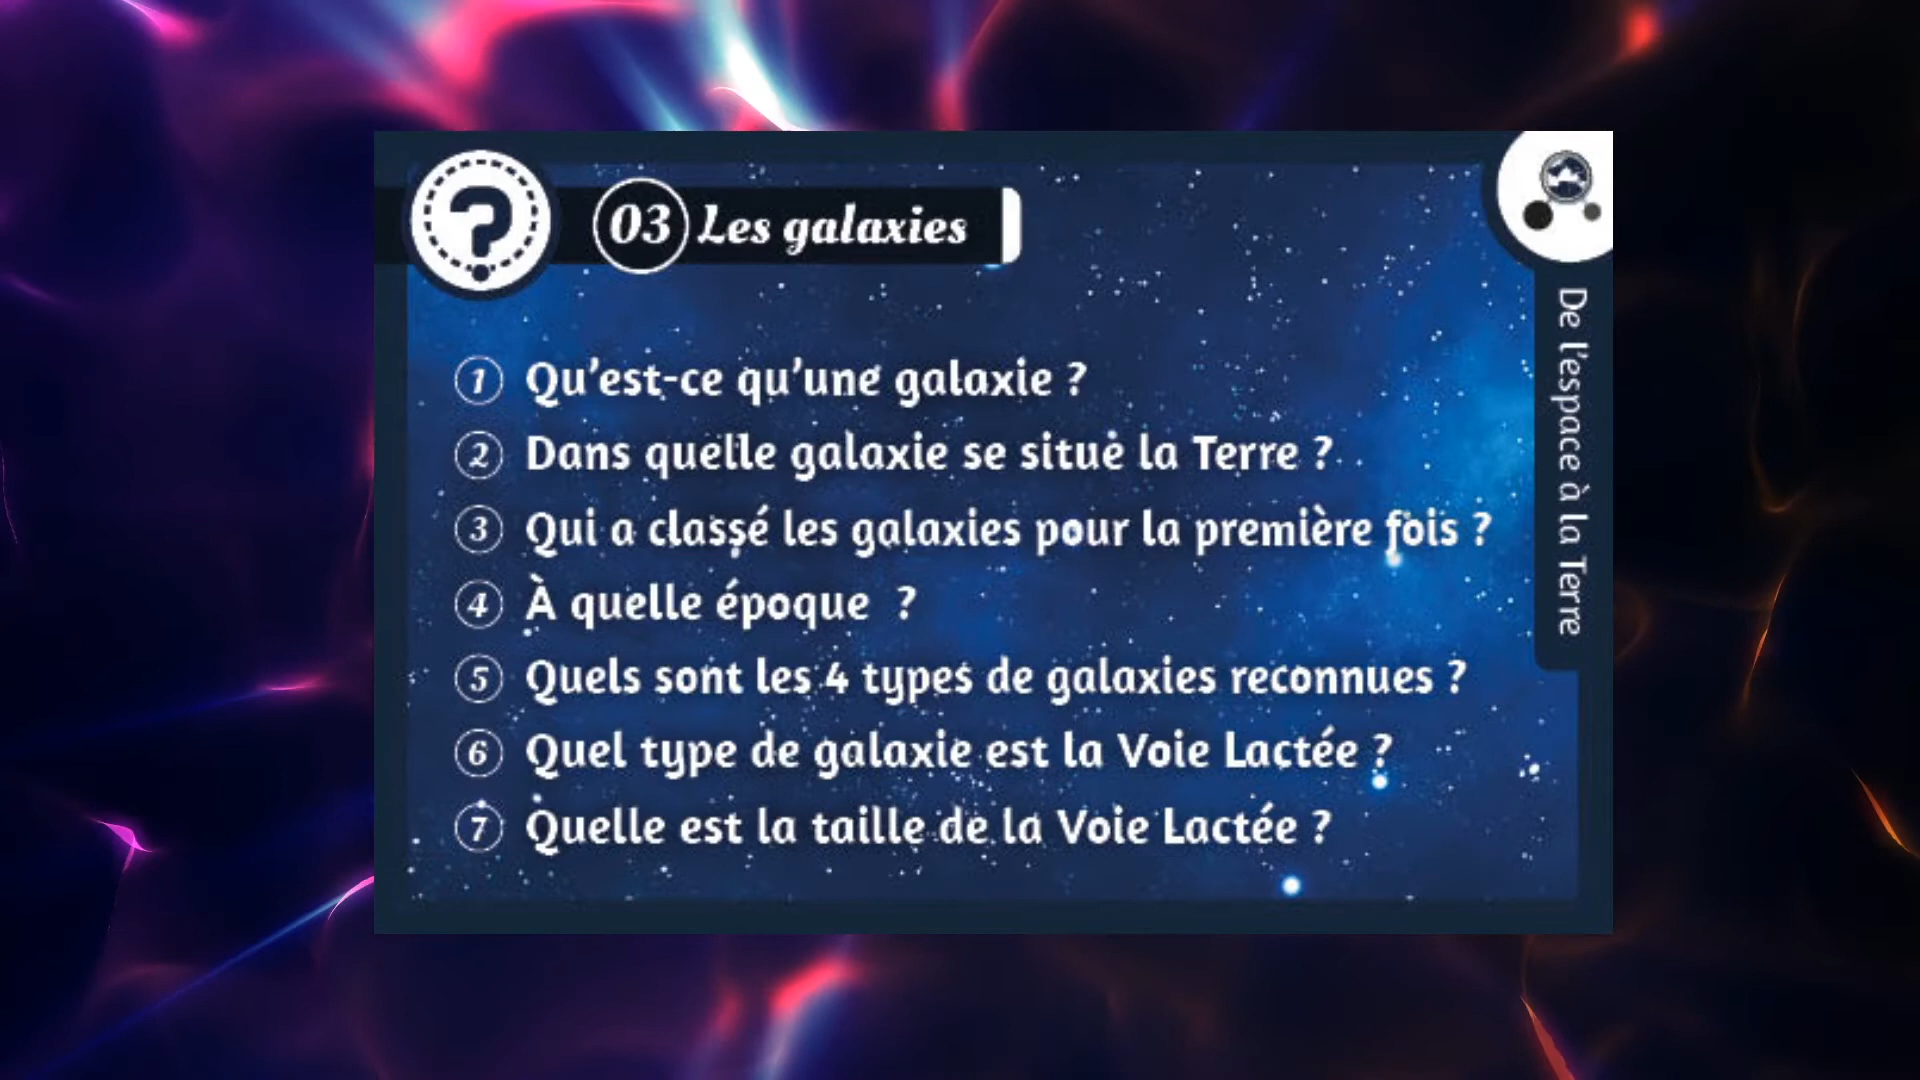 03 Les galaxies
1 Qu'est-ce qu'une galaxie ?
2 Dans quelle galaxie se situe la Terre ?
3 Qui a classé les galaxies pour la première fois ?
4 À quelle époque ?
5 Quels sont les 4 types de galaxies reconnues ?
6 Quel type de galaxie est la Voie Lactée ?
7 Quelle est la taille de la Voie Lactée ?
De l'espace à la Terre